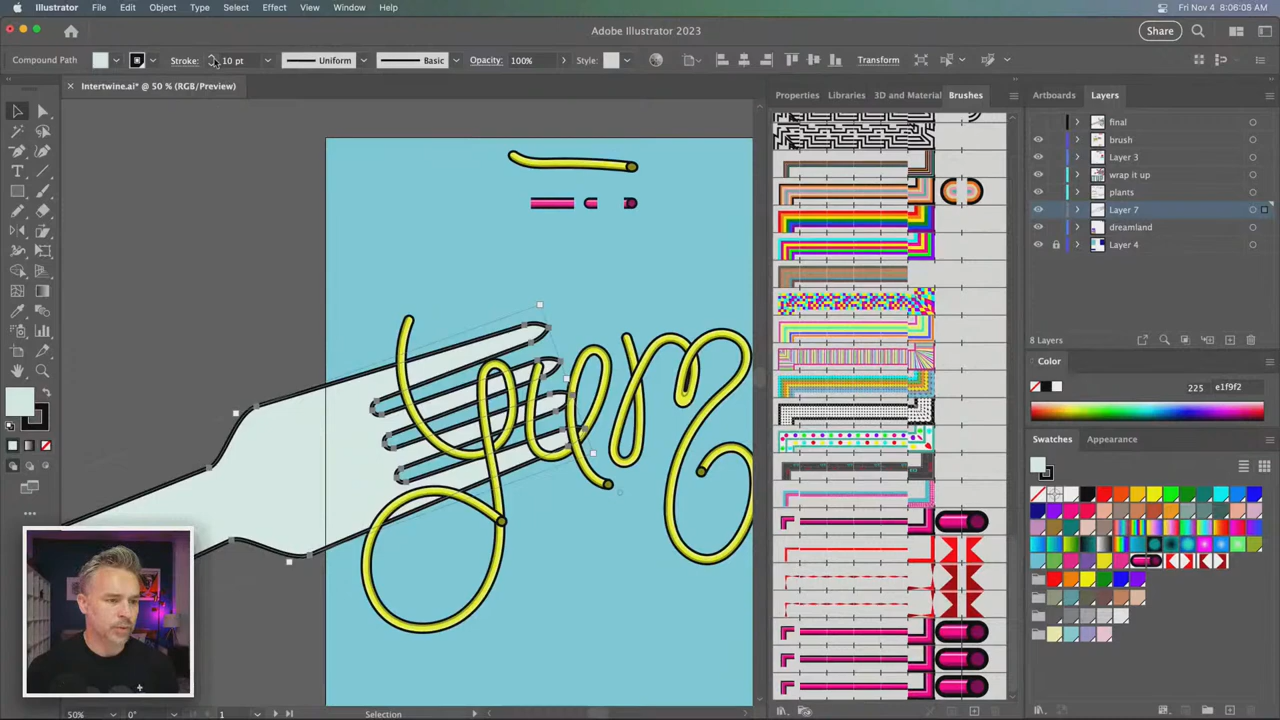 Illustrator File Edit Object Type Select Effect View Window Help
Fri Nov 4 8:06:08 AM
Adobe Illustrator 2023
Share
Compound Path
Stroke:
10 pt
Uniform
Basic
Opacity:
100%
Style:
Transform
Intertwine.ai* @ 50 % (RGB/Preview)
Properties
Libraries
3D and Material
Brushes
Artboards
Layers
final
brush
Layer 3
wrap it up
plants
Layer 7
dreamland
Layer 4
8 Layers
Color
225
e1f9f2
Swatches
Appearance
yum
50%
0°
1
Selection